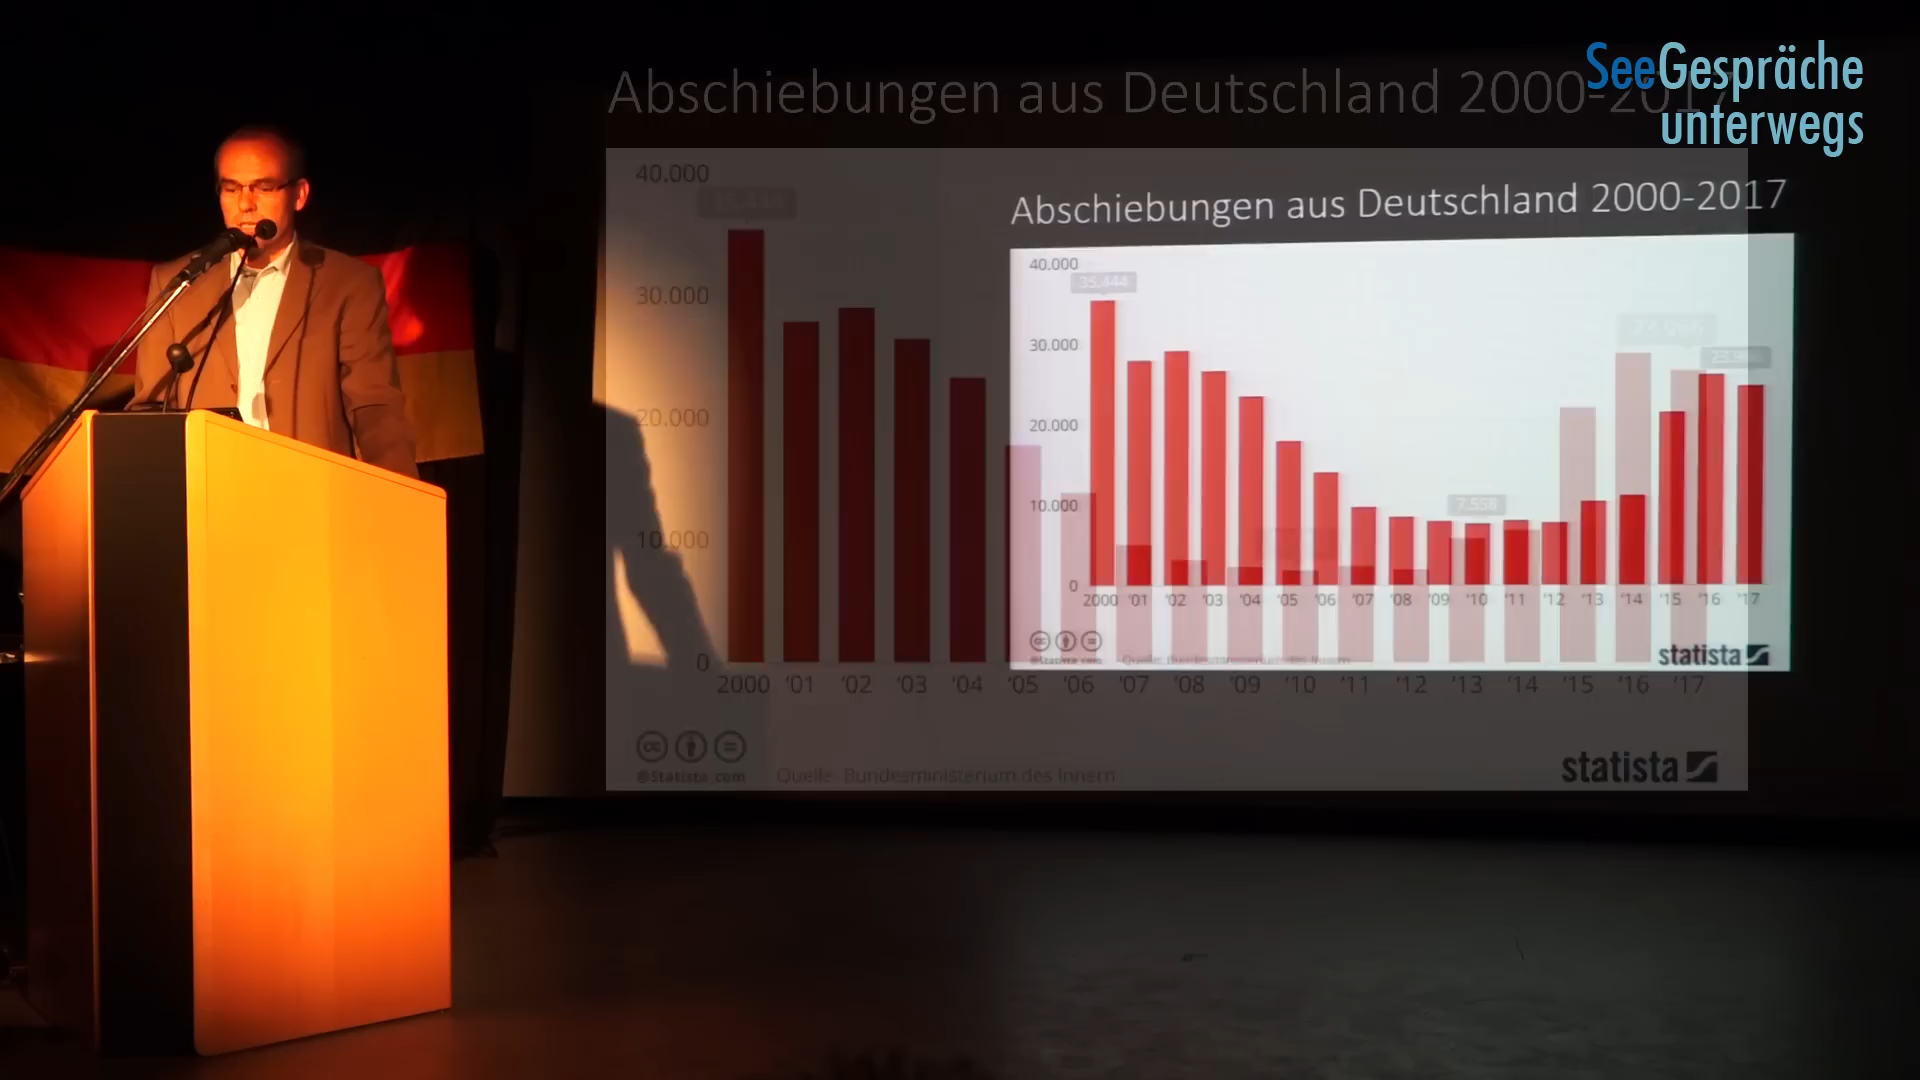 SeeGespräche
unterwegs
Abschiebungen aus Deutschland 2000-2017
40.000
30.000
20.000
10.000
0
2000 '01 '02 '03 '04 '05 '06 '07 '08 '09 '10 '11 '12 '13 '14 '15 '16 '17
@Statista_com Quelle: Bundesministerium des Innern
statista
Abschiebungen aus Deutschland 2000-2017
40.000
35.444
30.000
20.000
10.000
7.558
0
2000 '01 '02 '03 '04 '05 '06 '07 '08 '09 '10 '11 '12 '13 '14 '15 '16 '17
statista